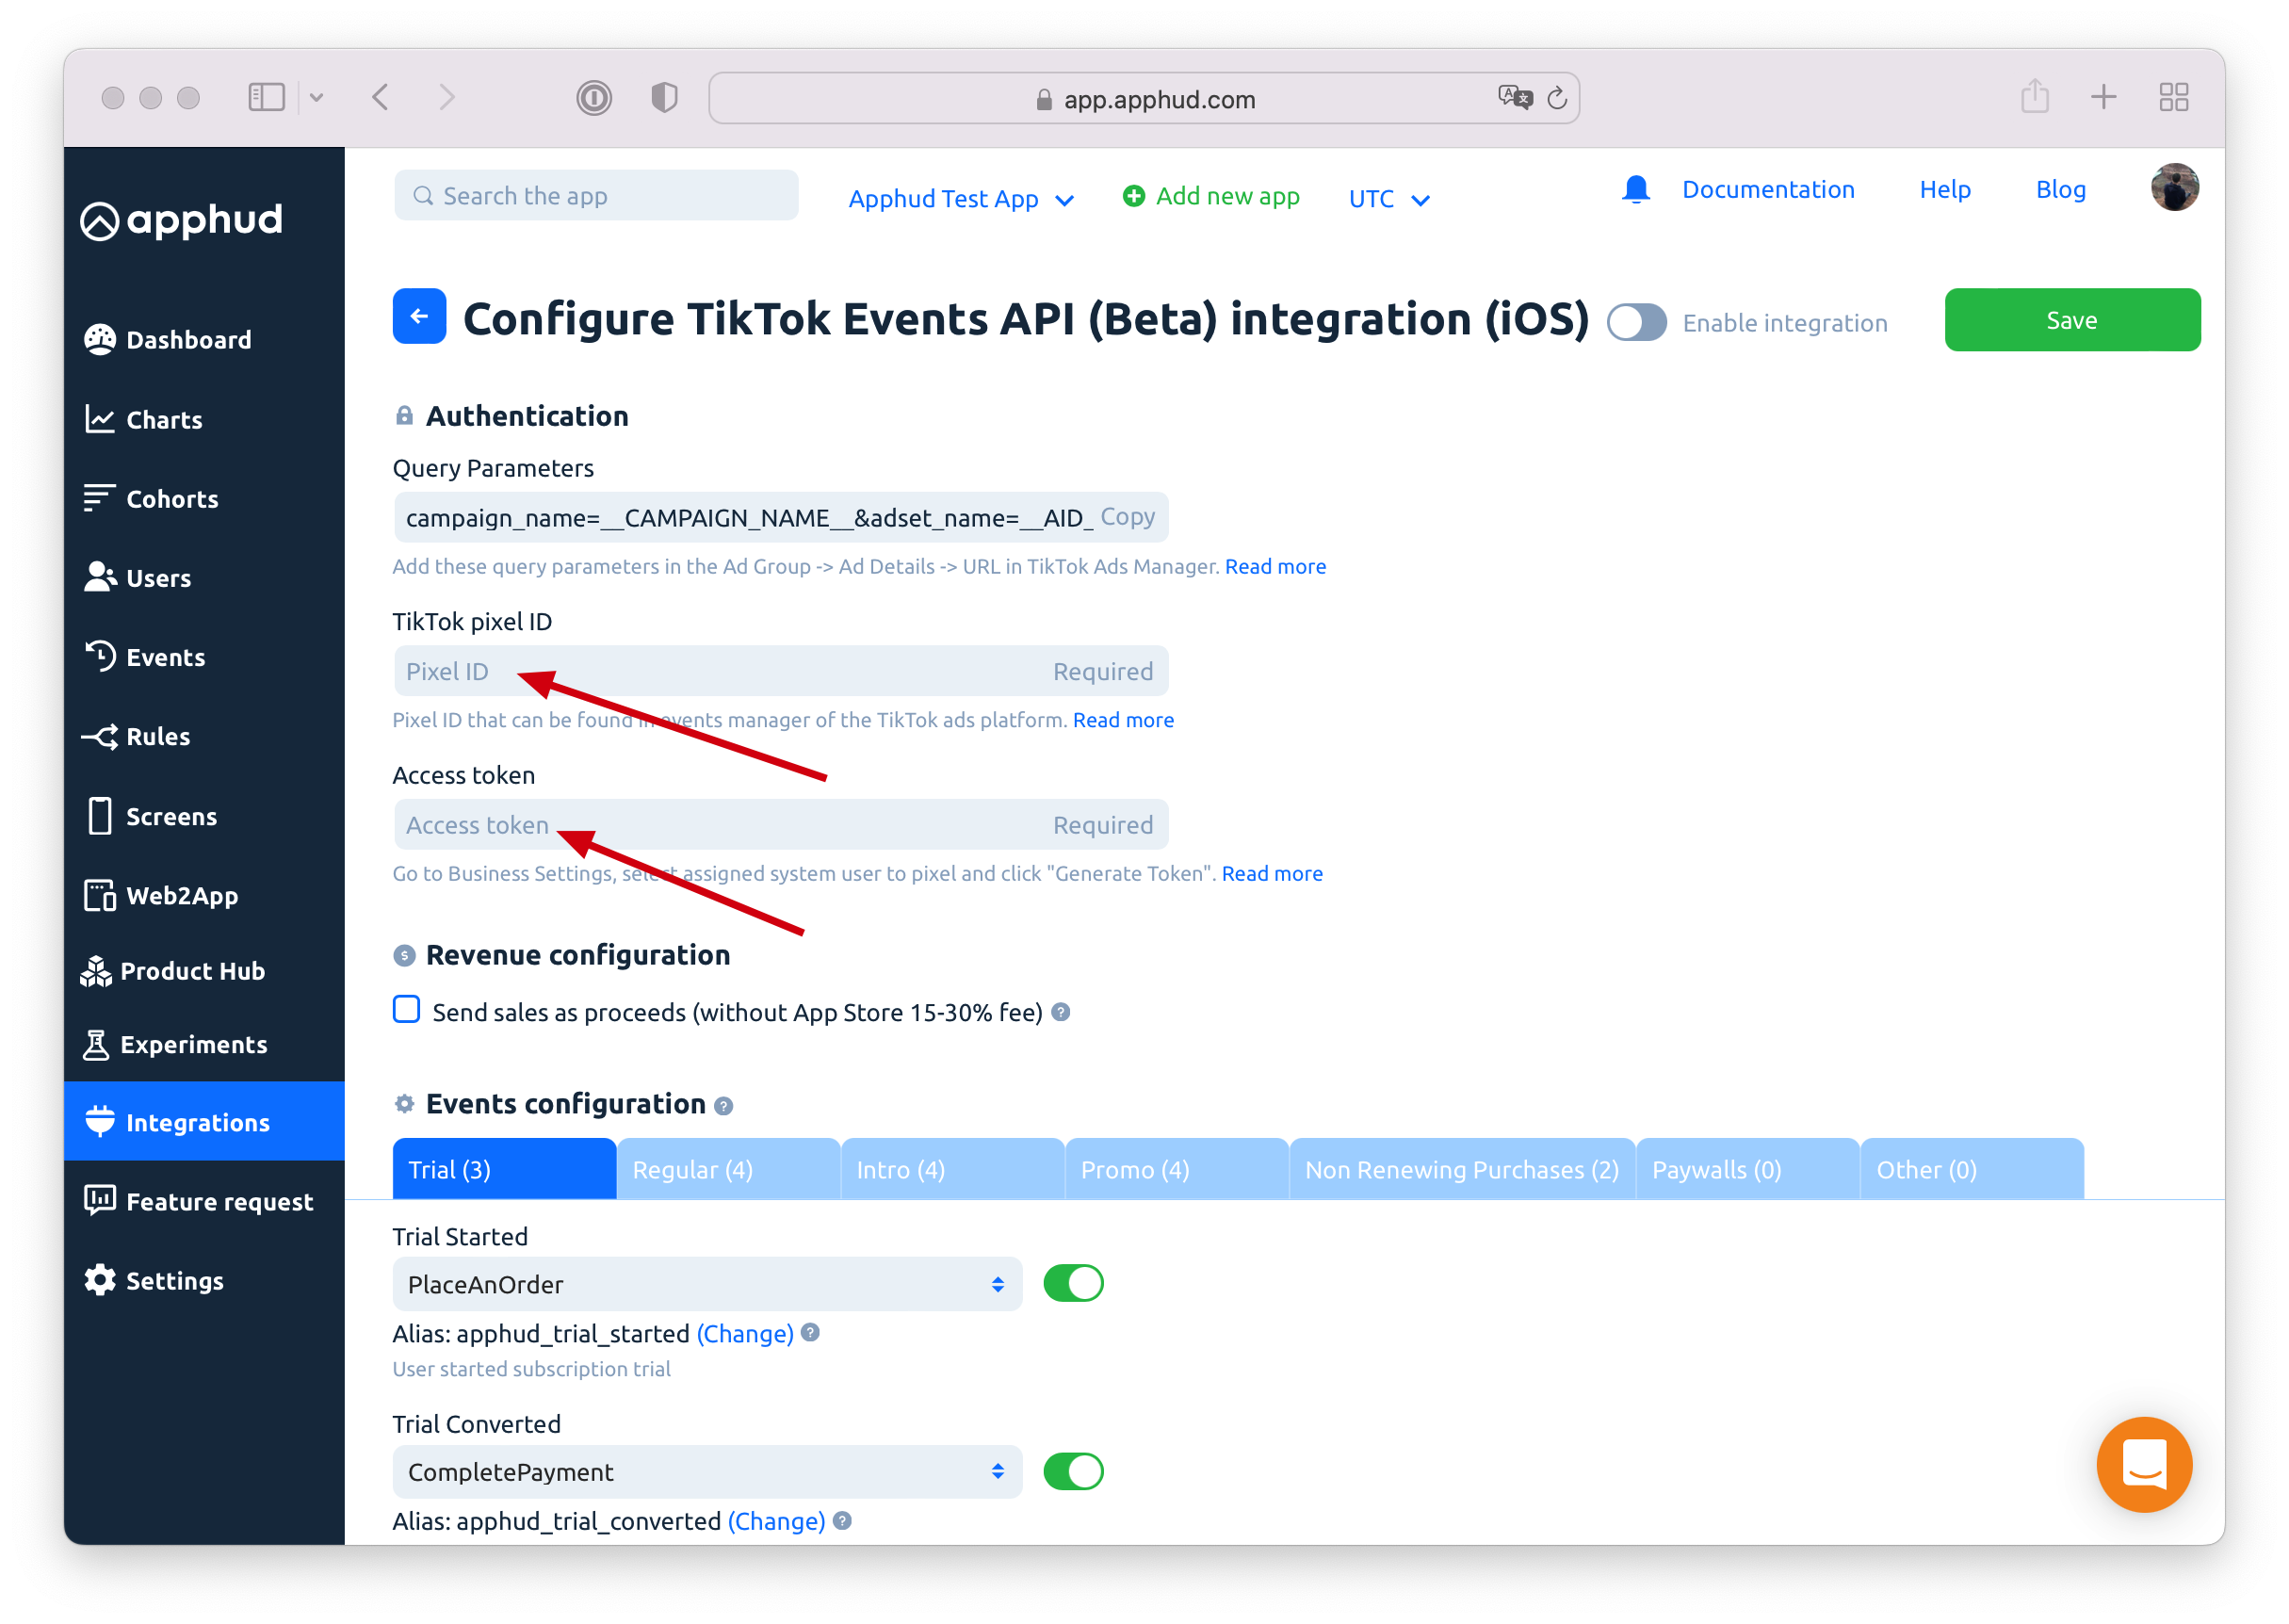 app.apphud.com
apphud
Search the app
Apphud Test App
Add new app
UTC
Documentation
Help
Blog
Dashboard
Charts
Cohorts
Users
Events
Rules
Screens
Web2App
Product Hub
Experiments
Integrations
Feature request
Settings
Configure TikTok Events API (Beta) integration (iOS)
Enable integration
Save
Authentication
Query Parameters
campaign_name=__CAMPAIGN_NAME__&adset_name=__AID_ Copy
Add these query parameters in the Ad Group -> Ad Details -> URL in TikTok Ads Manager. Read more
TikTok pixel ID
Pixel ID Required
Pixel ID that can be found in events manager of the TikTok ads platform. Read more
Access token
Access token Required
Go to Business Settings, select assigned system user to pixel and click "Generate Token". Read more
Revenue configuration
Send sales as proceeds (without App Store 15-30% fee) ?
Events configuration ?
Trial (3)
Regular (4)
Intro (4)
Promo (4)
Non Renewing Purchases (2)
Paywalls (0)
Other (0)
Trial Started
PlaceAnOrder
Alias: apphud_trial_started (Change) ?
User started subscription trial
Trial Converted
CompletePayment
Alias: apphud_trial_converted (Change) ?